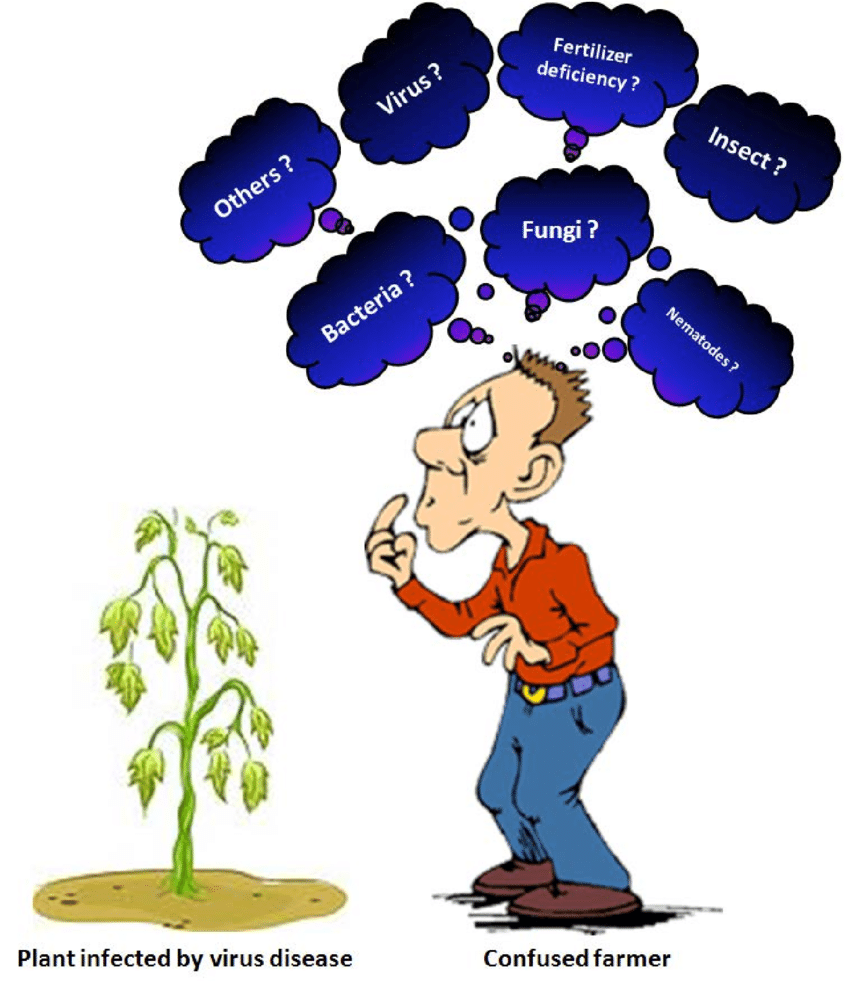 Virus ?
Fertilizer
deficiency ?
Insect ?
Others ?
Fungi ?
Bacteria ?
Nematodes ?
Plant infected by virus disease
Confused farmer